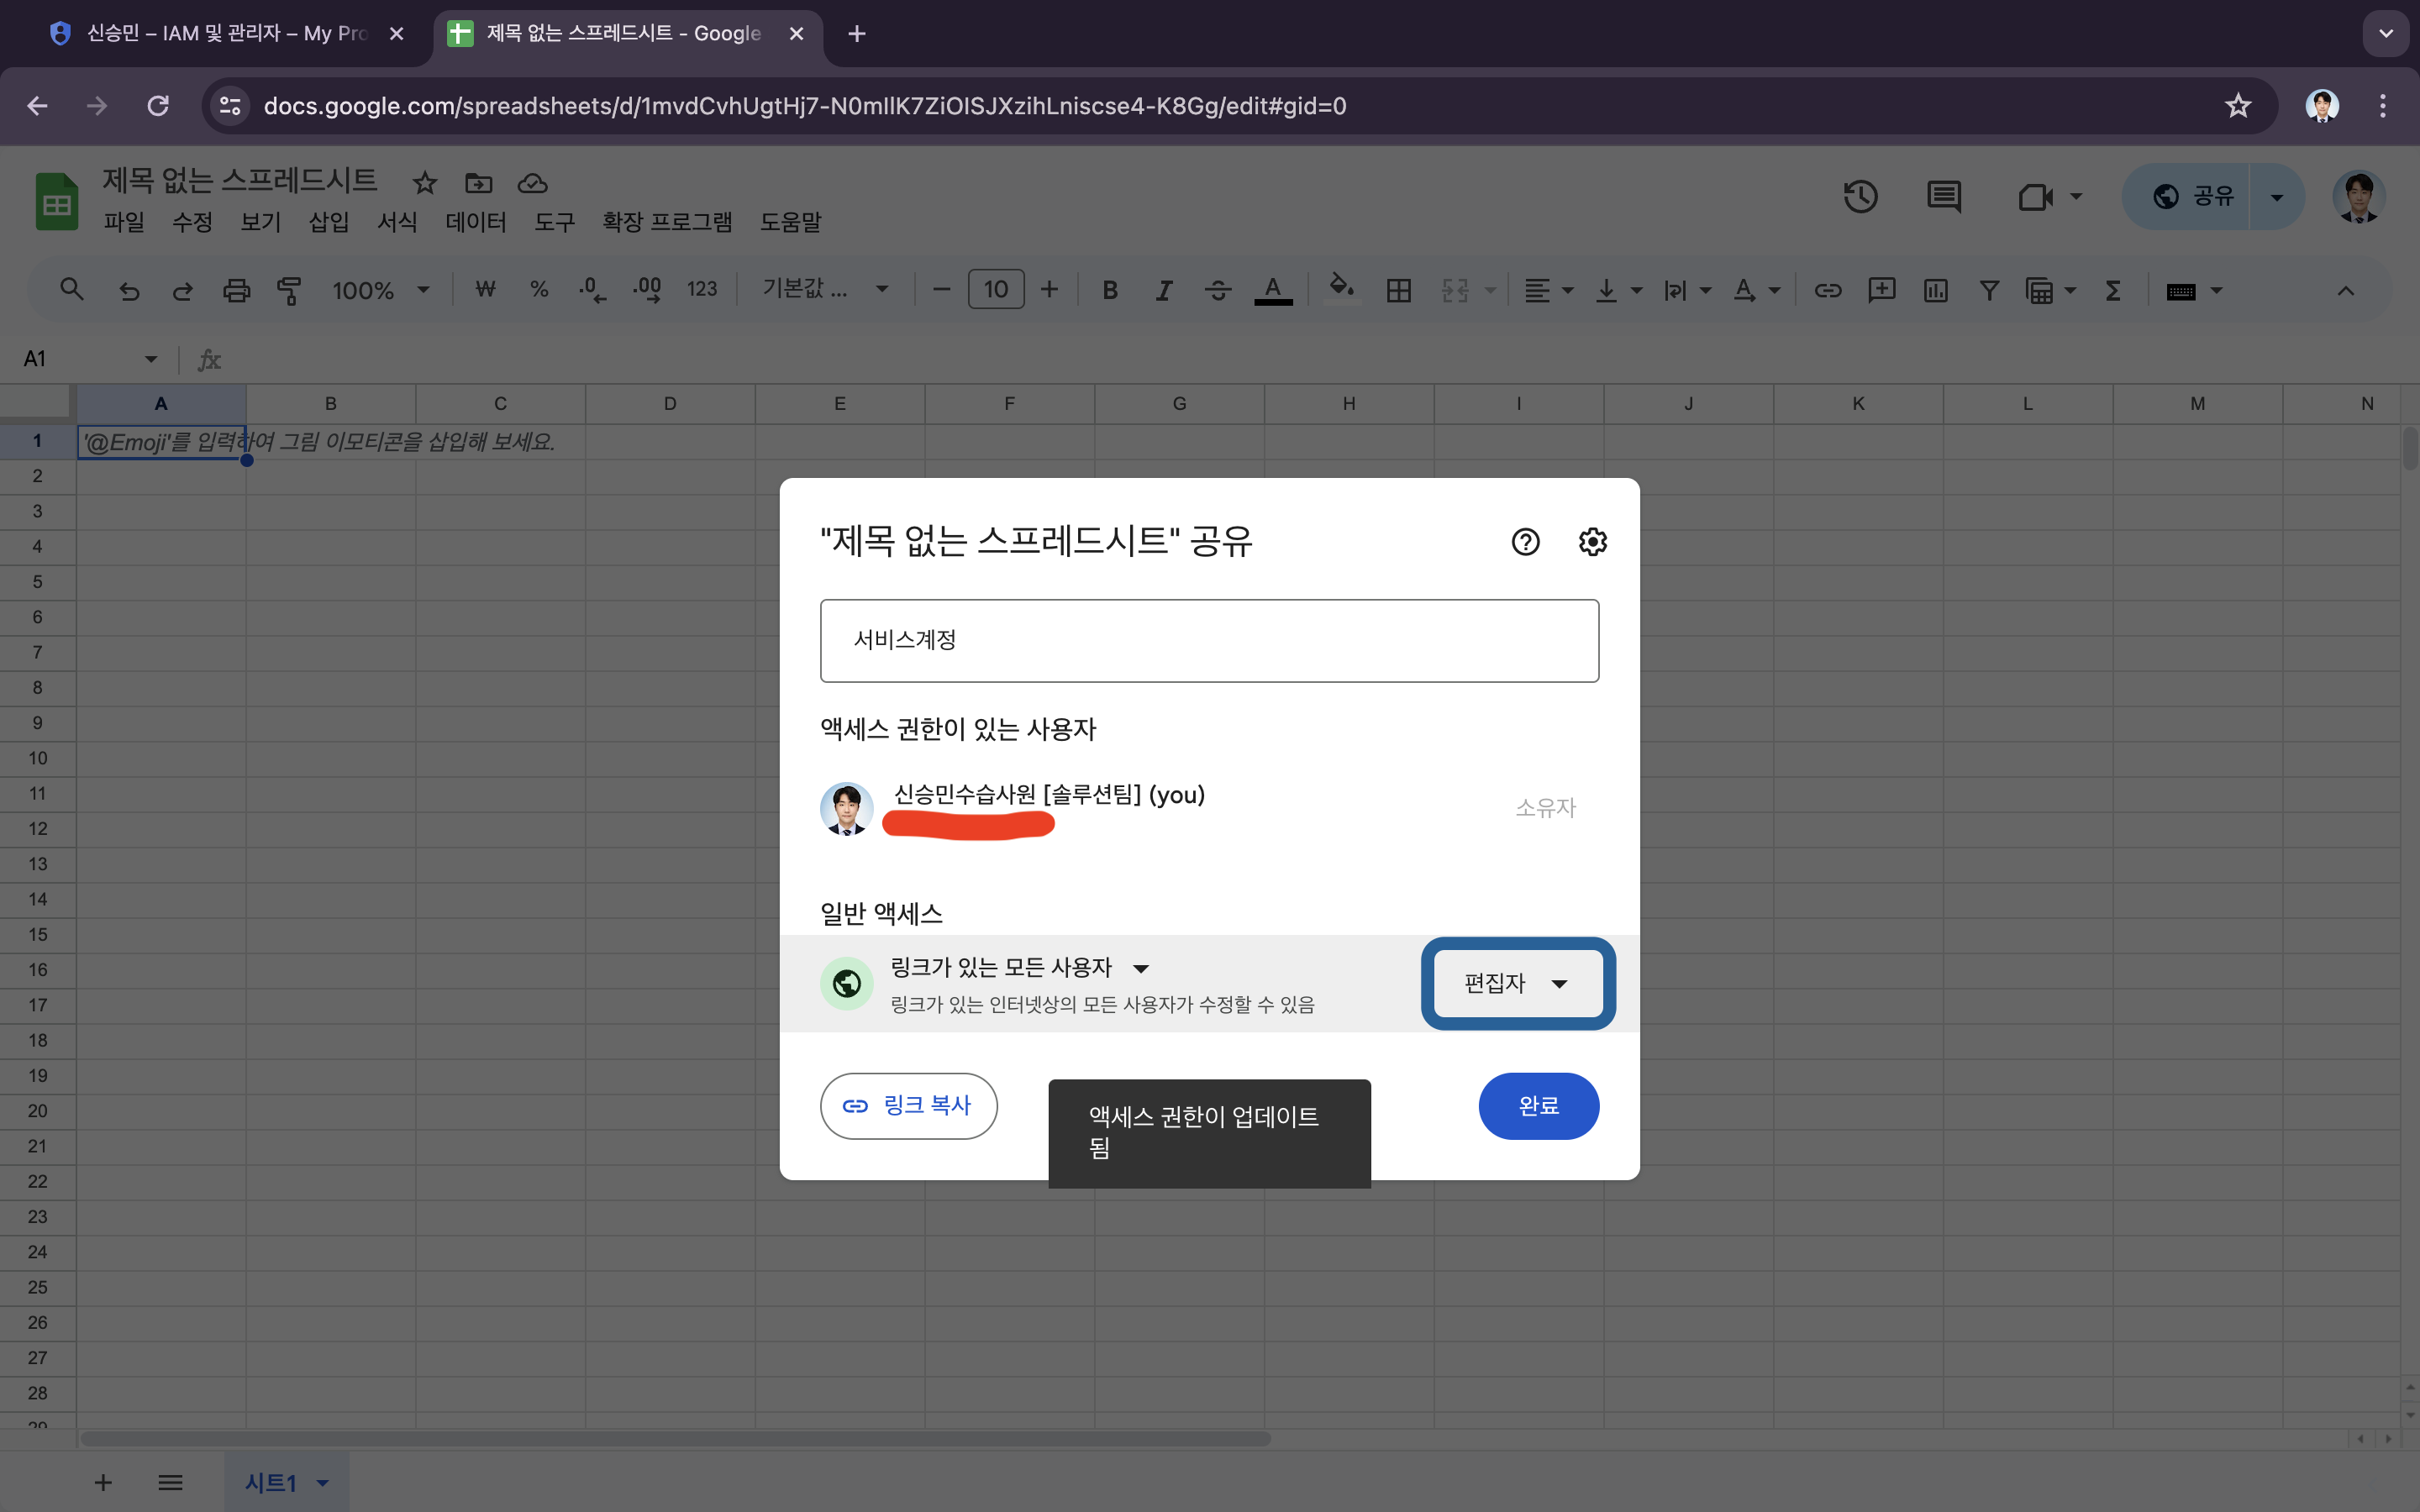 신승민 – IAM 및 관리자 – My Pro
제목 없는 스프레드시트 - Google
docs.google.com/spreadsheets/d/1mvdCvhUgtHj7-N0mIlK7ZiOISJXzihLniscse4-K8Gg/edit#gid=0
제목 없는 스프레드시트
파일 수정 보기 삽입 서식 데이터 도구 확장 프로그램 도움말
공유
100% ₩ % .0 .00 123 기본값 ... 10 B I A A Σ
A1 fx
A B C D E F G H I J K L M N
1 '@Emoji'를 입력하여 그림 이모티콘을 삽입해 보세요.
2
3
4
5
6
7
8
9
10
11
12
13
14
15
16
17
18
19
20
21
22
23
24
25
26
27
28
29
"제목 없는 스프레드시트" 공유
서비스계정
액세스 권한이 있는 사용자
신승민수습사원 [솔루션팀] (you)
소유자
일반 액세스
링크가 있는 모든 사용자
링크가 있는 인터넷상의 모든 사용자가 수정할 수 있음
편집자
링크 복사
액세스 권한이 업데이트
됨
완료
시트1